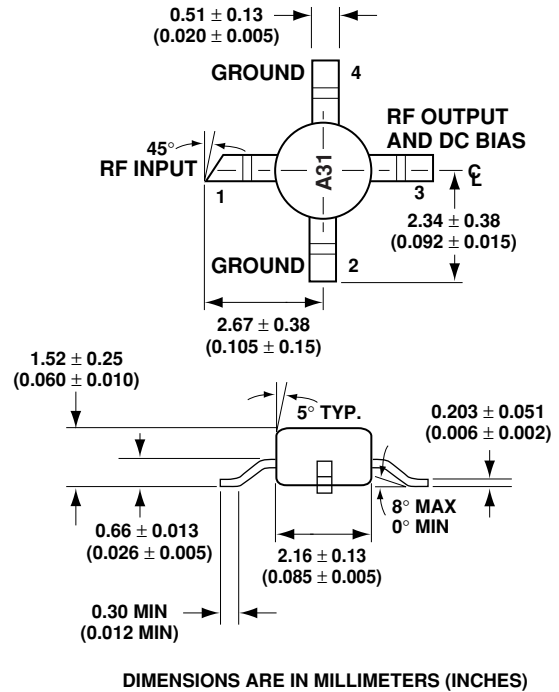 0.51 ± 0.13
(0.020 ± 0.005)
GROUND
4
RF OUTPUT
AND DC BIAS
45°
RF INPUT
A31
℄
1
3
2.34 ± 0.38
(0.092 ± 0.015)
GROUND
2
2.67 ± 0.38
(0.105 ± 0.15)
1.52 ± 0.25
(0.060 ± 0.010)
5° TYP.
0.203 ± 0.051
(0.006 ± 0.002)
8° MAX
0° MIN
0.66 ± 0.013
(0.026 ± 0.005)
2.16 ± 0.13
(0.085 ± 0.005)
0.30 MIN
(0.012 MIN)
DIMENSIONS ARE IN MILLIMETERS (INCHES)